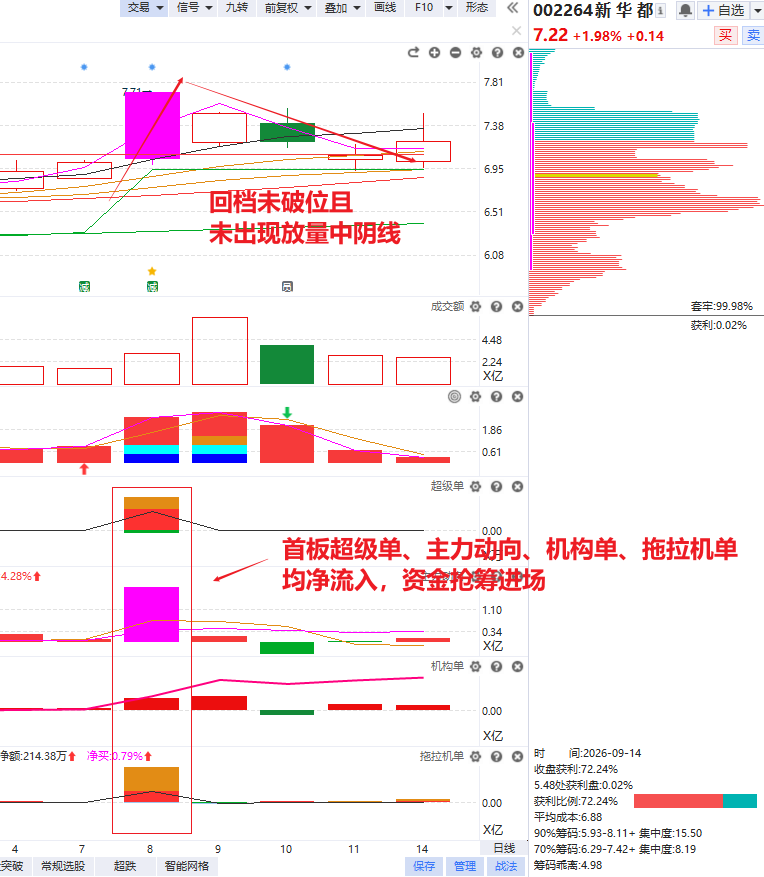 交易 信号 九转 前复权 叠加 画线 F10 形态
002264新华都
自选
7.22 +1.98% +0.14
买 卖
7.81
7.71
7.38
6.95
6.51
6.08
回档未破位且
未出现放量中阴线
套牢:99.98%
获利:0.02%
成交额
4.48
2.24
X亿
1.86
0.61
超级单
0.00
首板超级单、主力动向、机构单、拖拉机单
均净流入，资金抢筹进场
4.28%
1.10
0.34
X亿
机构单
0.00
X亿
净额:214.38万 净买:0.79%
拖拉机单
0.00
X亿
4 7 8 9 10 11 14 日线
突破 常规选股 超跌 智能网格 保存 管理 战法
时 间:2026-09-14
收盘获利:72.24%
5.48处获利盘:0.02%
获利比例:72.24%
平均成本:6.88
90%筹码:5.93-8.11+ 集中度:15.50
70%筹码:6.29-7.42+ 集中度:8.19
筹码乖离:4.98